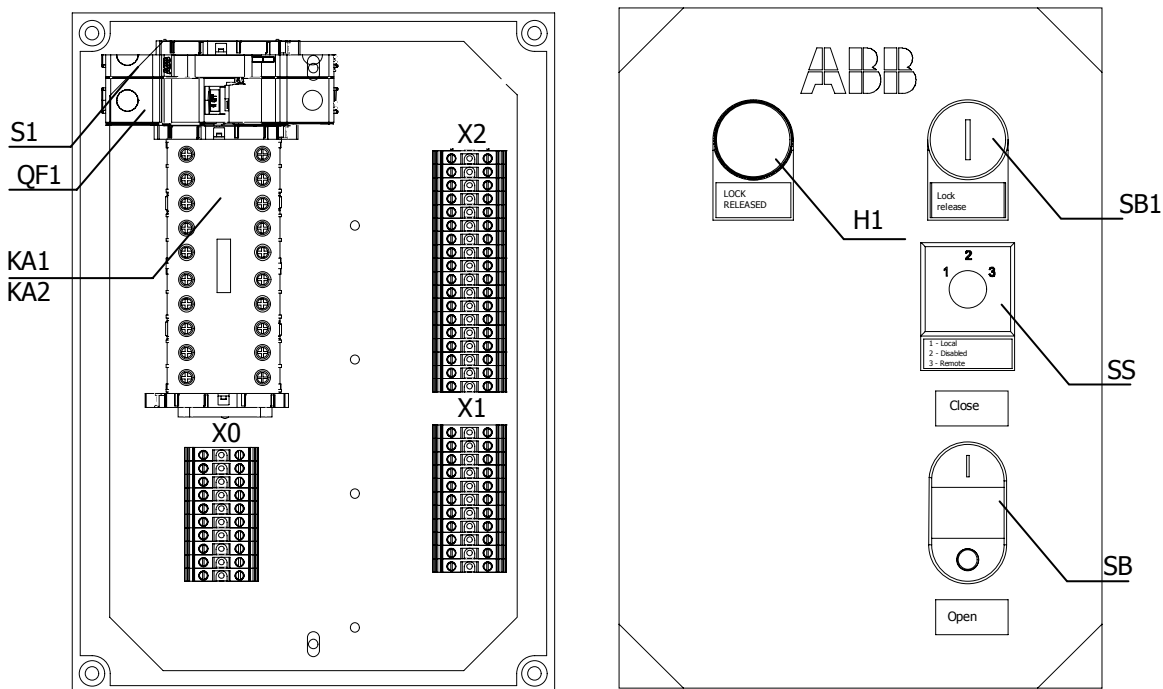 S1
QF1
KA1
KA2
X2
X1
X0
ABB
LOCK
RELEASED
H1
Lock
release
SB1
1
2
3
1 - Local
2 - Disabled
3 - Remote
SS
Close
SB
Open